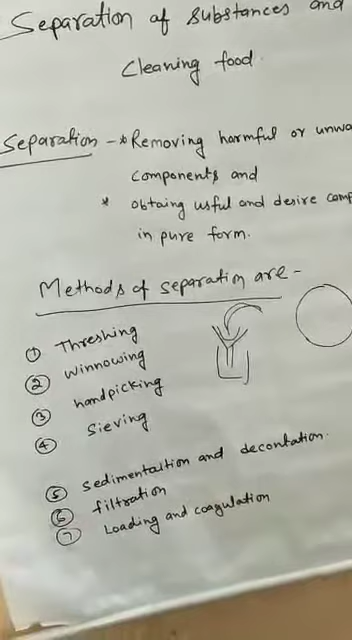 Separation of substances and
Cleaning food.
Separation - * Removing harmful or unwa
components and
* obtaing usful and desire comp
in pure form.
Methods of separation are -
① Threshing
② winnowing
③ handpicking
④ sieving
⑤ sedimentaition and decontation.
⑥ filtration
⑦ Loading and coagulation